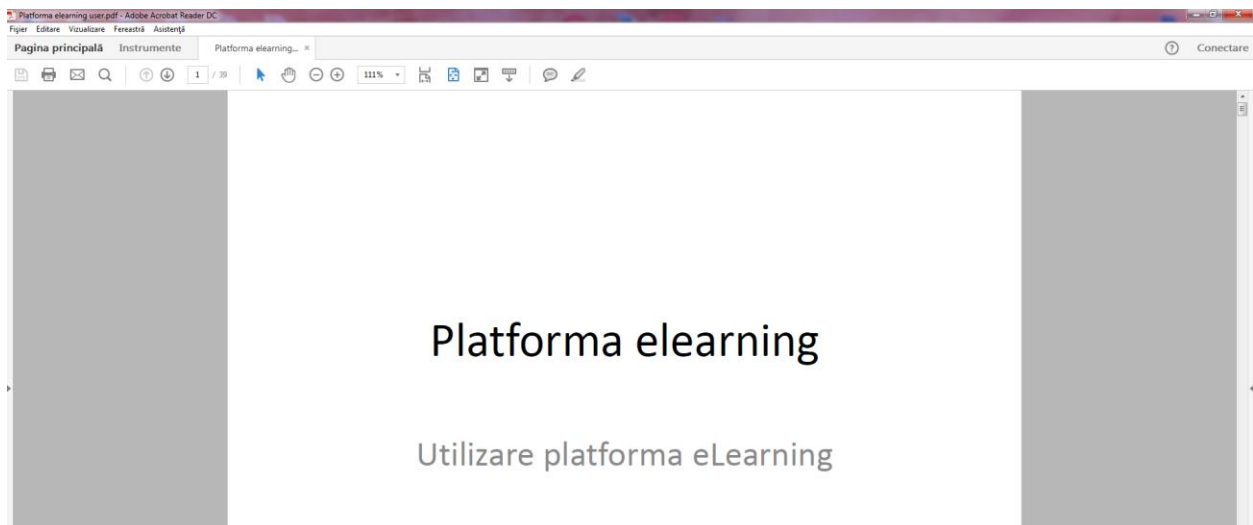 Platforma elearning user.pdf - Adobe Acrobat Reader DC
Fișier Editare Vizualizare Fereastră Asistență
Pagina principală Instrumente Platforma elearning... × Conectare
1 / 39 111%
Platforma elearning
Utilizare platforma eLearning